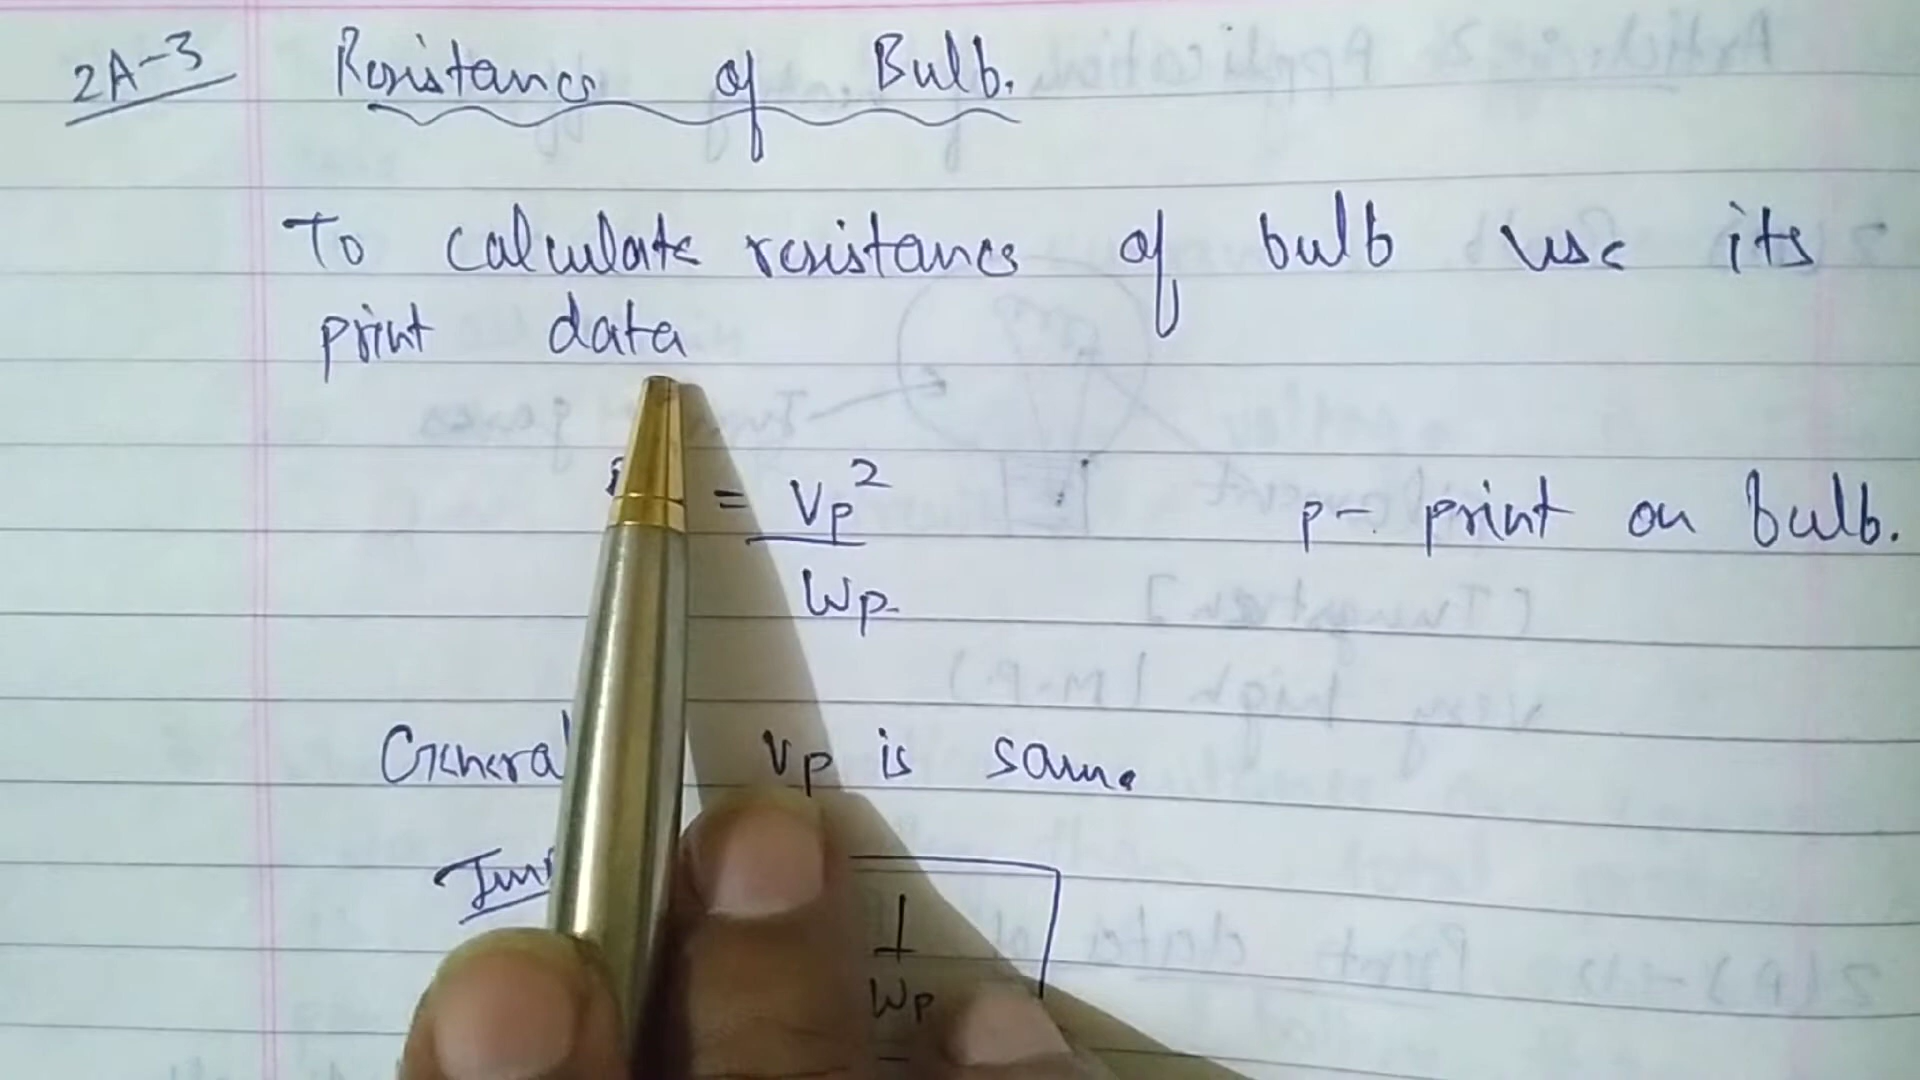 2A-3 Resistance of Bulb.
To calculate resistance of bulb use its
print data
= Vp²
p - print on Bulb.
Wp
Vp is same
1
Wp